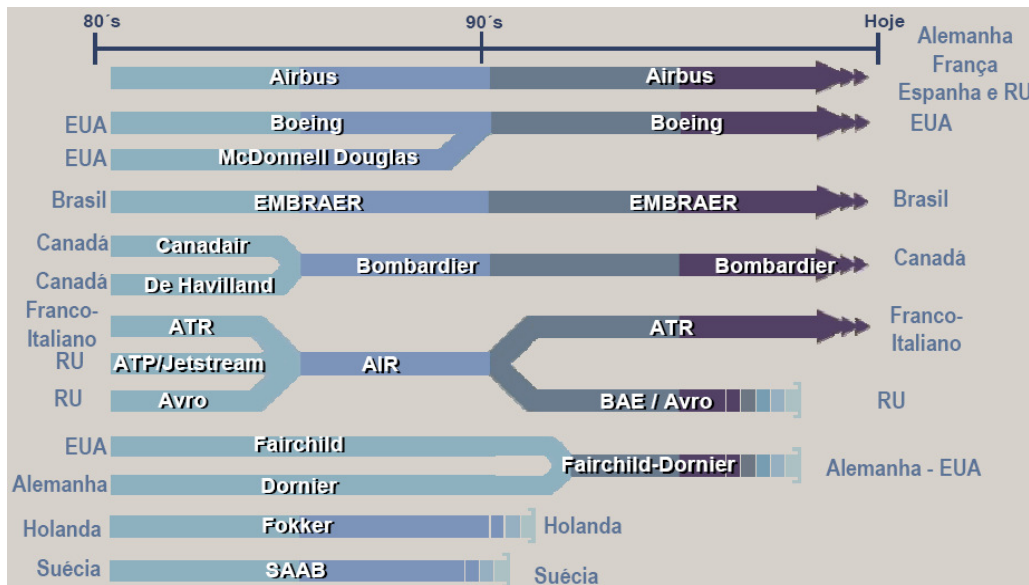 80´s 90´s Hoje
Alemanha
França
Espanha e RU
Airbus Airbus
EUA Boeing Boeing EUA
EUA McDonnell Douglas
Brasil EMBRAER EMBRAER Brasil
Canadá Canadair
Bombardier Bombardier Canadá
Canadá De Havilland
Franco-
Italiano
ATR ATR
Franco-
Italiano
RU ATP/Jetstream AIR
RU Avro BAE / Avro RU
EUA Fairchild
Fairchild-Dornier Alemanha - EUA
Alemanha Dornier
Holanda Fokker Holanda
Suécia SAAB Suécia